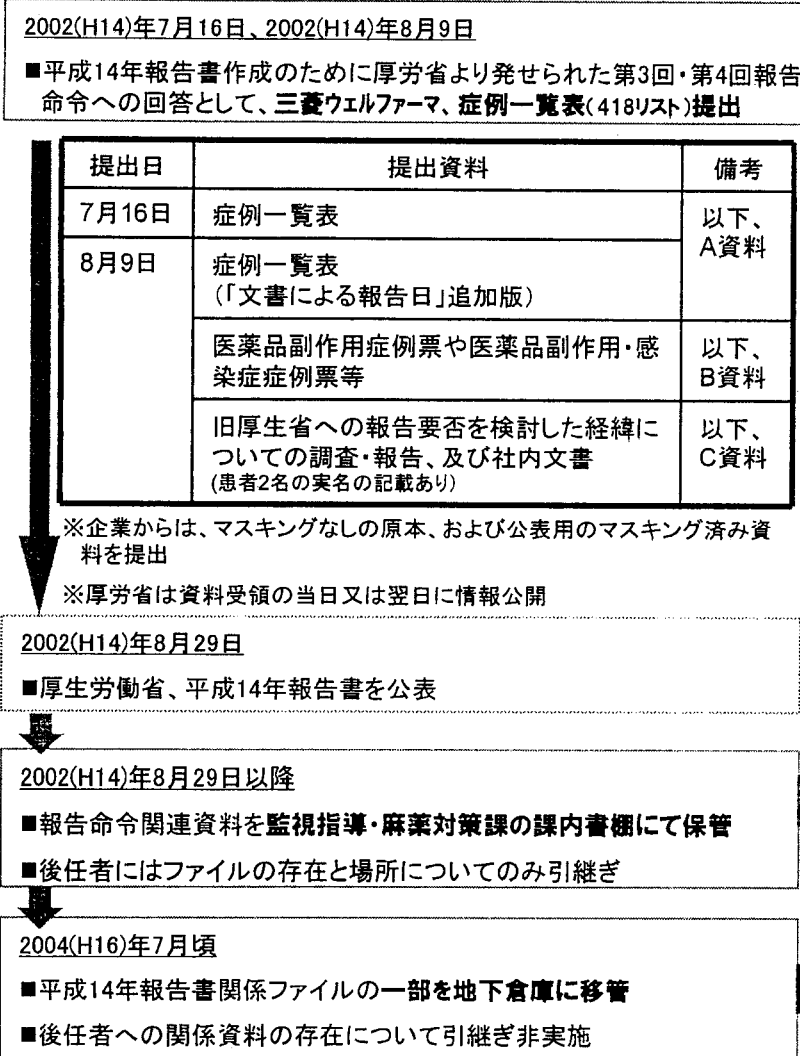 2002(H14)年7月16日、2002(H14)年8月9日
■平成14年報告書作成のために厚労省より発せられた第3回・第4回報告
命令への回答として、三菱ウェルファーマ、症例一覧表(418リスト)提出
提出日
提出資料
備考
7月16日
症例一覧表
以下、
A資料
8月9日
症例一覧表
(「文書による報告日」追加版)
医薬品副作用症例票や医薬品副作用・感
染症症例票等
以下、
B資料
旧厚生省への報告要否を検討した経緯に
ついての調査・報告、及び社内文書
(患者2名の実名の記載あり)
以下、
C資料
※企業からは、マスキングなしの原本、および公表用のマスキング済み資
料を提出
※厚労省は資料受領の当日又は翌日に情報公開
2002(H14)年8月29日
■厚生労働省、平成14年報告書を公表
2002(H14)年8月29日以降
■報告命令関連資料を監視指導・麻薬対策課の課内書棚にて保管
■後任者にはファイルの存在と場所についてのみ引継ぎ
2004(H16)年7月頃
■平成14年報告書関係ファイルの一部を地下倉庫に移管
■後任者への関係資料の存在について引継ぎ非実施